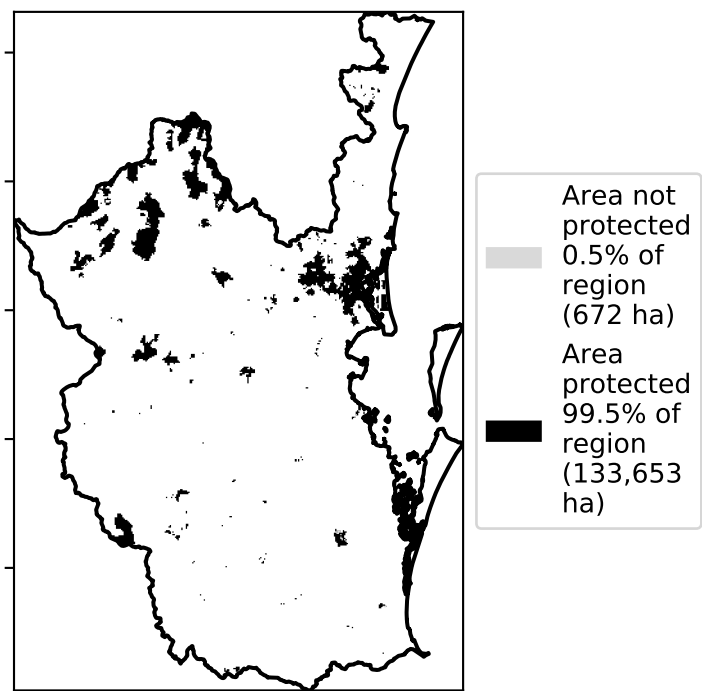 Area not
protected
0.5% of
region
(672 ha)
Area
protected
99.5% of
region
(133,653
ha)